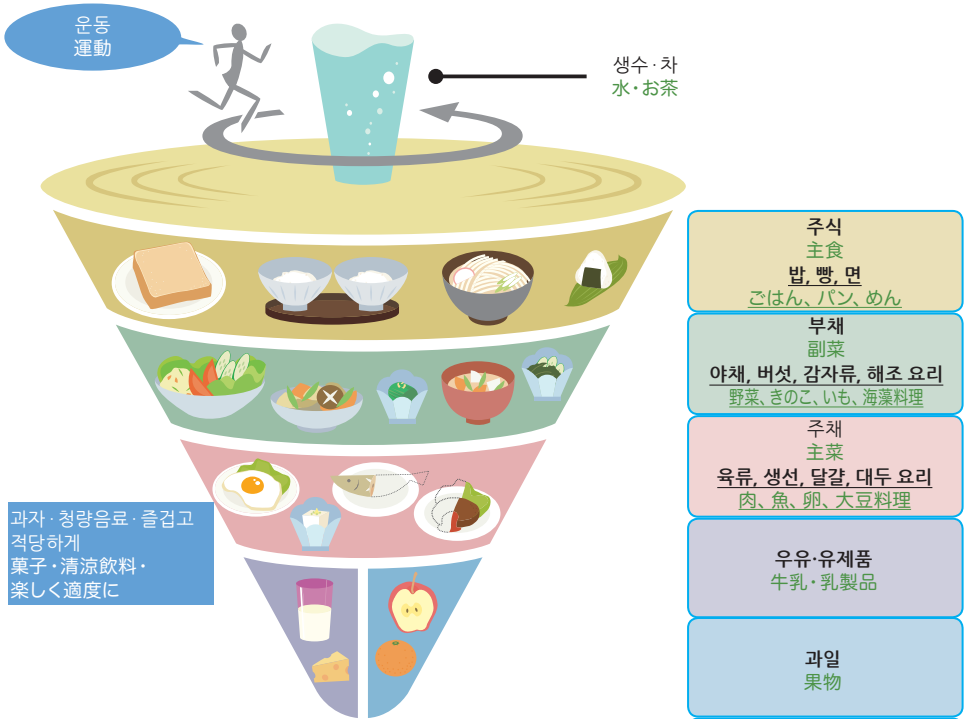 운동
運動
생수·차
水・お茶
주식
主食
밥, 빵, 면
ごはん、パン、めん
부채
副菜
야채, 버섯, 감자류, 해조 요리
野菜、きのこ、いも、海藻料理
주채
主菜
육류, 생선, 달걀, 대두 요리
肉、魚、卵、大豆料理
과자·청량음료·즐겁고
적당하게
菓子・清涼飲料・
楽しく適度に
우유·유제품
牛乳・乳製品
과일
果物